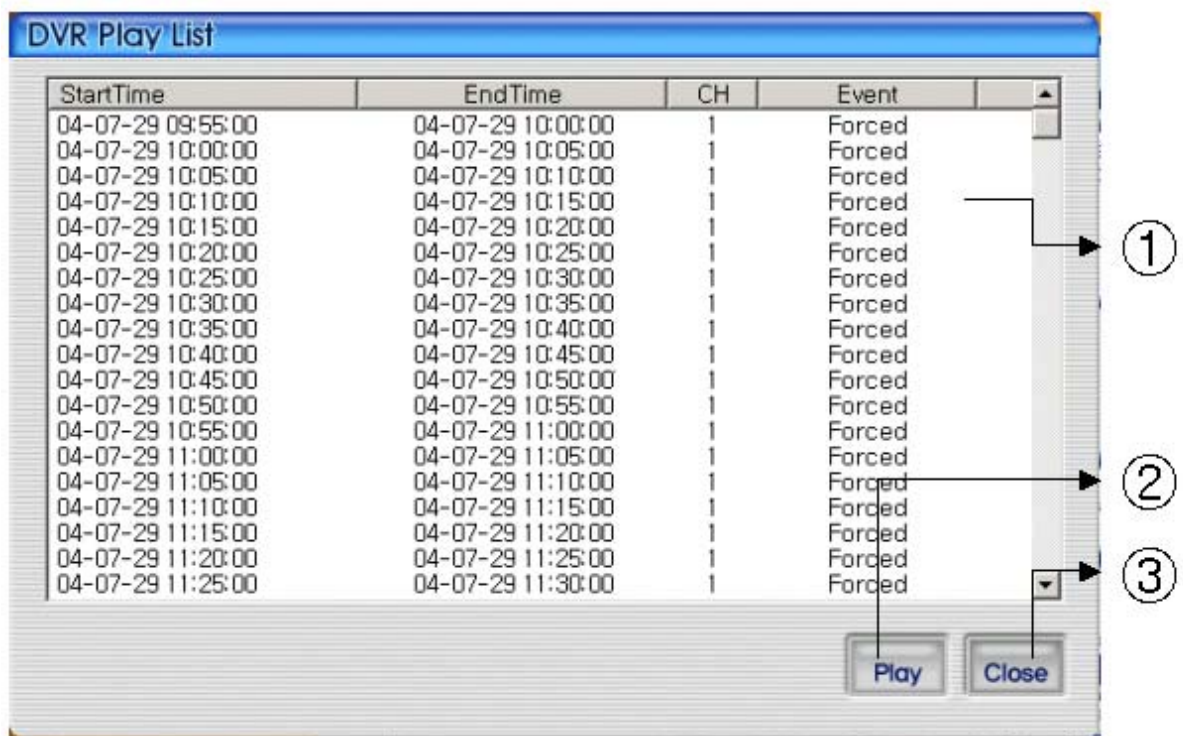 DVR Play List
StartTime EndTime CH Event
04-07-29 09:55:00 04-07-29 10:00:00 1 Forced
04-07-29 10:00:00 04-07-29 10:05:00 1 Forced
04-07-29 10:05:00 04-07-29 10:10:00 1 Forced
04-07-29 10:10:00 04-07-29 10:15:00 1 Forced
04-07-29 10:15:00 04-07-29 10:20:00 1 Forced
04-07-29 10:20:00 04-07-29 10:25:00 1 Forced
04-07-29 10:25:00 04-07-29 10:30:00 1 Forced
04-07-29 10:30:00 04-07-29 10:35:00 1 Forced
04-07-29 10:35:00 04-07-29 10:40:00 1 Forced
04-07-29 10:40:00 04-07-29 10:45:00 1 Forced
04-07-29 10:45:00 04-07-29 10:50:00 1 Forced
04-07-29 10:50:00 04-07-29 10:55:00 1 Forced
04-07-29 10:55:00 04-07-29 11:00:00 1 Forced
04-07-29 11:00:00 04-07-29 11:05:00 1 Forced
04-07-29 11:05:00 04-07-29 11:10:00 1 Forced
04-07-29 11:10:00 04-07-29 11:15:00 1 Forced
04-07-29 11:15:00 04-07-29 11:20:00 1 Forced
04-07-29 11:20:00 04-07-29 11:25:00 1 Forced
04-07-29 11:25:00 04-07-29 11:30:00 1 Forced
①
②
③
Play Close